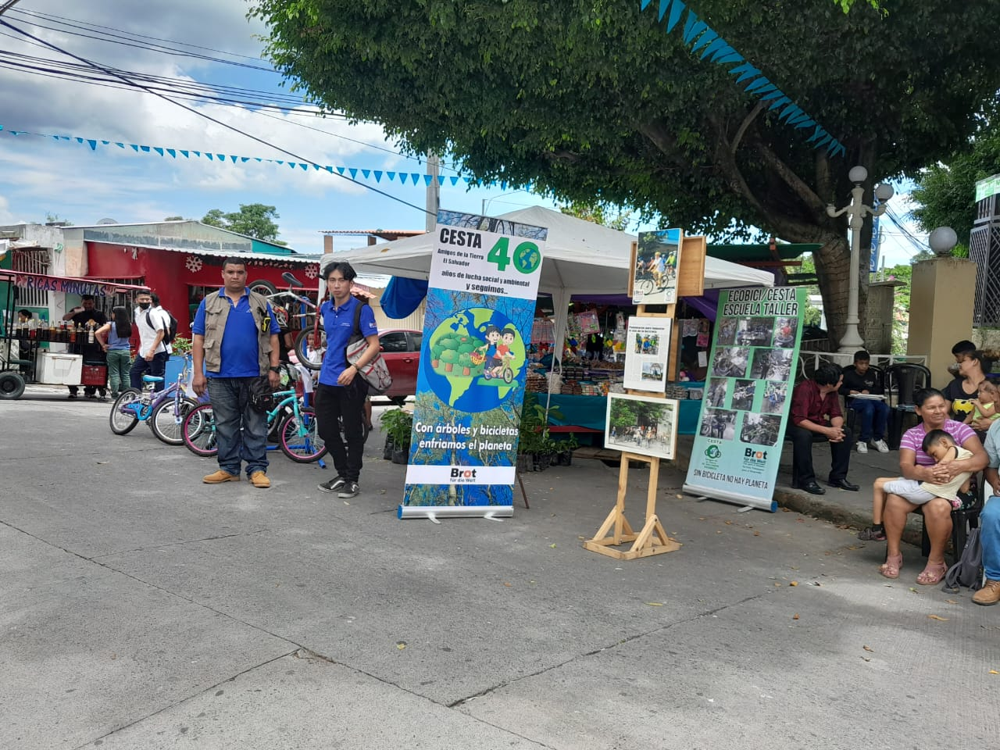 RICAS MINUTAS
CESTA
Amigos de la Tierra
El Salvador
40
años de lucha social y ambiental
y seguimos...
Con árboles y bicicletas
enfriamos el planeta
Brot
für die Welt
ECOBICI/CESTA
ESCUELA TALLER
CESTA
Brot
für die Welt
SIN BICICLETA NO HAY PLANETA